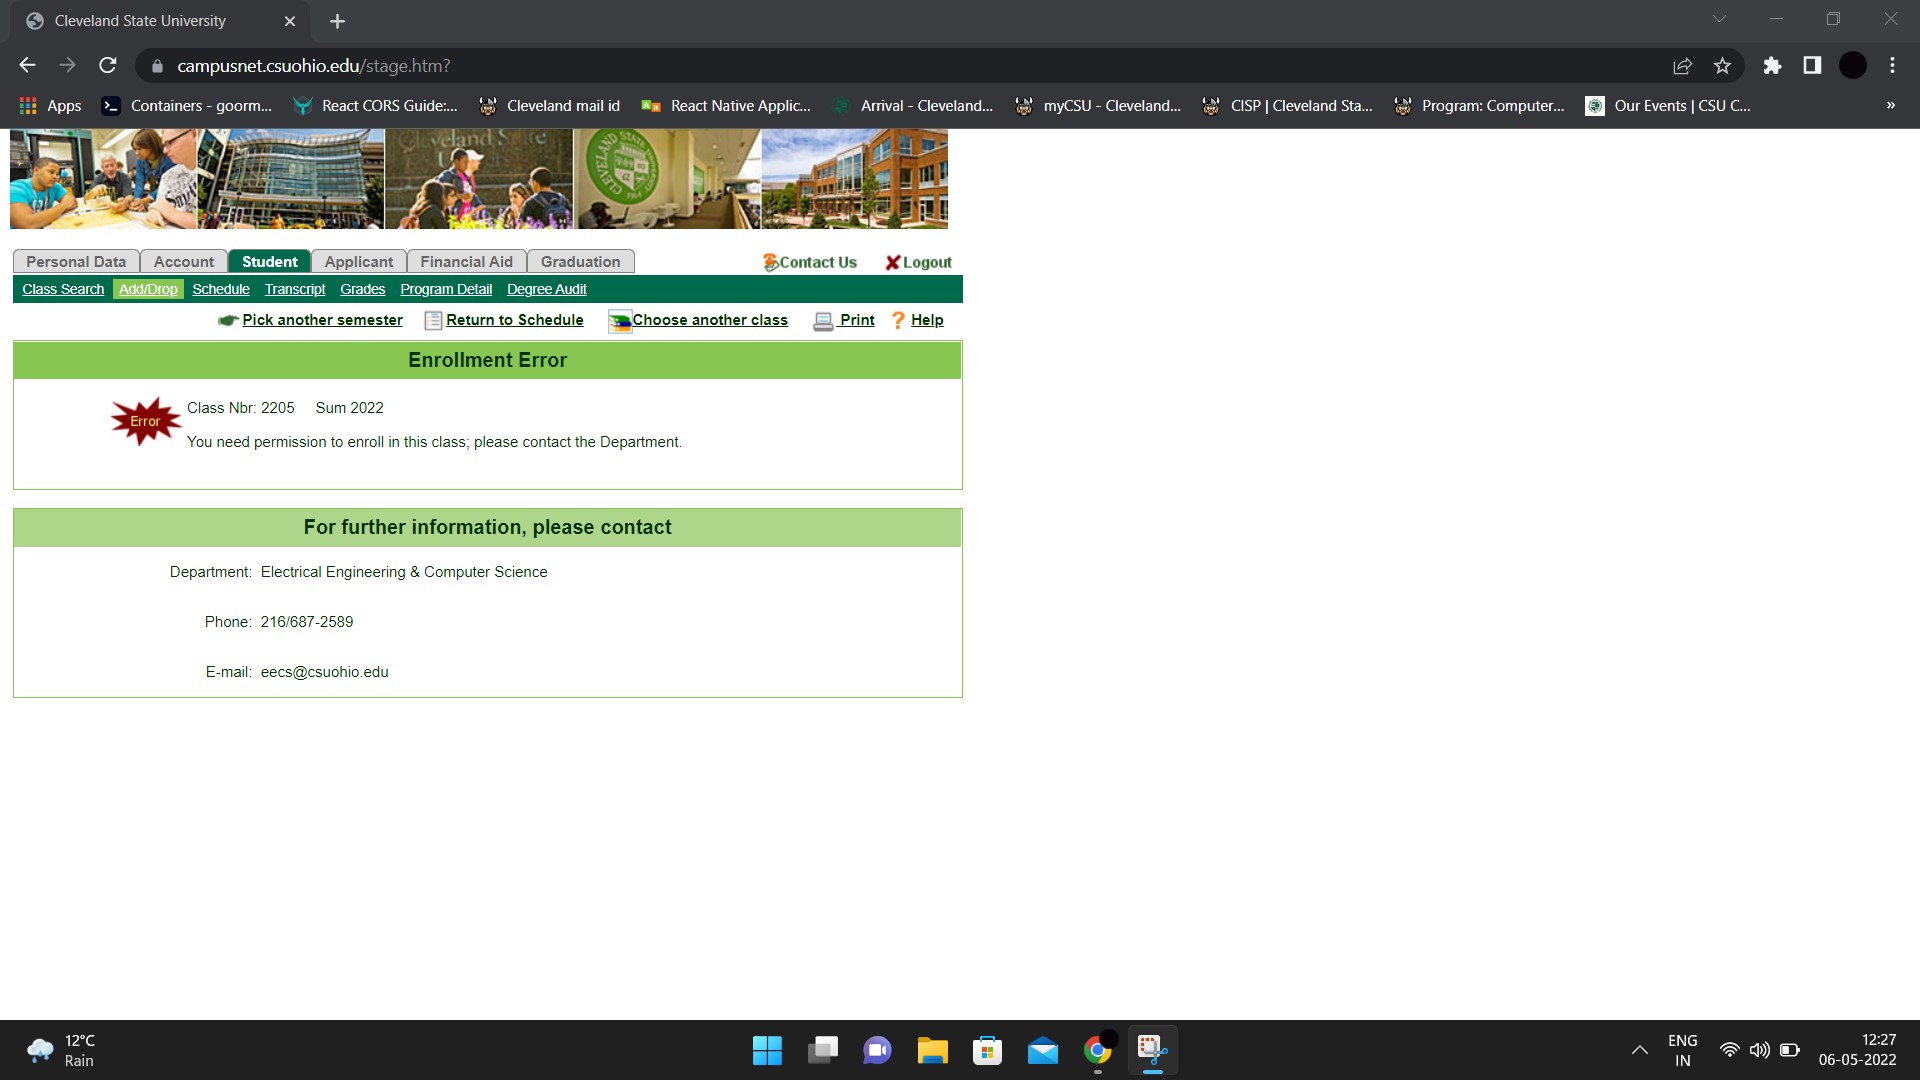 Cleveland State University
campusnet.csuohio.edu/stage.htm?
Apps
Containers - goorm...
React CORS Guide:...
Cleveland mail id
React Native Applic...
Arrival - Cleveland...
myCSU - Cleveland...
CISP | Cleveland Sta...
Program: Computer...
Our Events | CSU C...
»
Cleveland State
CLEVELAND STATE
Personal Data Account Student Applicant Financial Aid Graduation Contact Us Logout
Class Search Add/Drop Schedule Transcript Grades Program Detail Degree Audit
Pick another semester Return to Schedule Choose another class Print ? Help
Enrollment Error
Error
Class Nbr: 2205 Sum 2022
You need permission to enroll in this class; please contact the Department.
For further information, please contact
Department: Electrical Engineering & Computer Science
Phone: 216/687-2589
E-mail: eecs@csuohio.edu
12°C
Rain
ENG
IN
12:27
06-05-2022